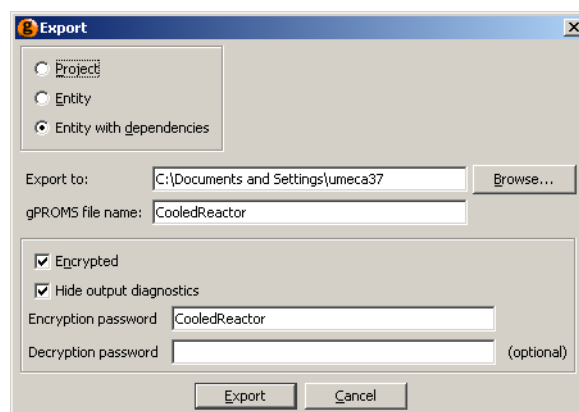 Export
Project
Entity
Entity with dependencies
Export to: C:\Documents and Settings\umeca37 Browse...
gPROMS file name: CooledReactor
Encrypted
Hide output diagnostics
Encryption password CooledReactor
Decryption password (optional)
Export Cancel